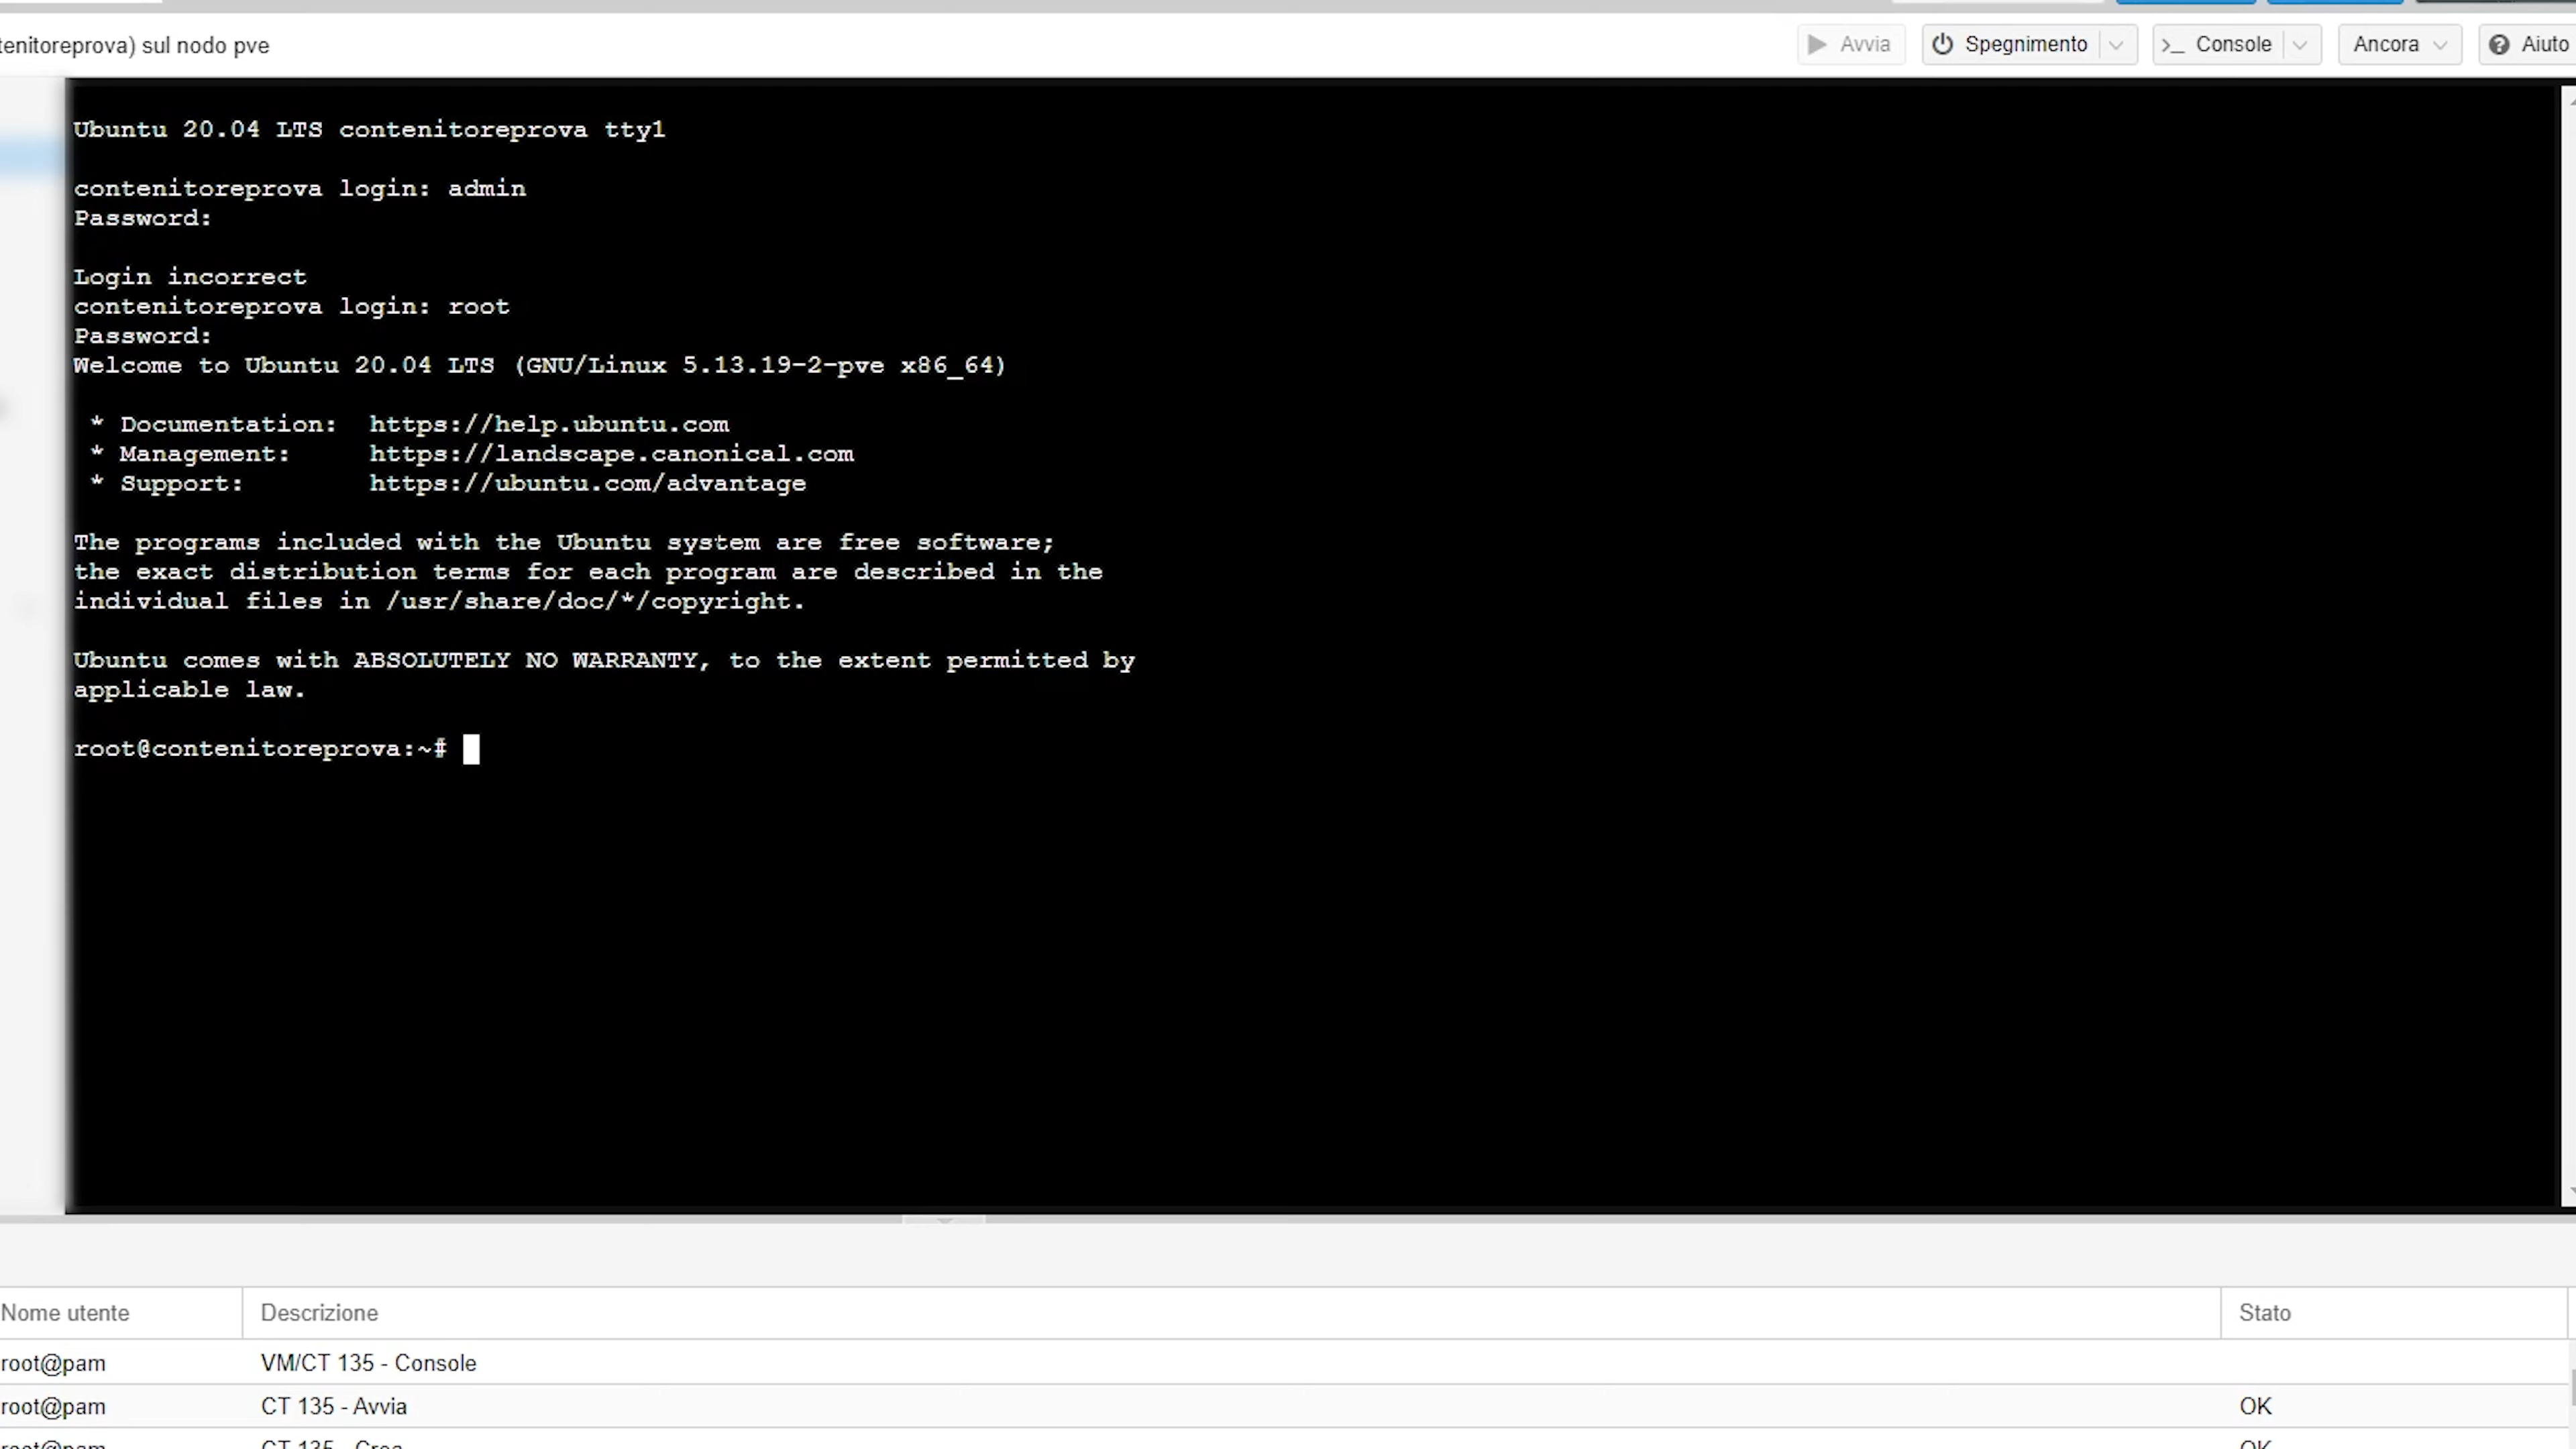 tenitoreprova) sul nodo pve
Avvia
Spegnimento
>_ Console
Ancora
Aiuto
Ubuntu 20.04 LTS contenitoreprova tty1
contenitoreprova login: admin
Password:
Login incorrect
contenitoreprova login: root
Password:
Welcome to Ubuntu 20.04 LTS (GNU/Linux 5.13.19-2-pve x86_64)
* Documentation:  https://help.ubuntu.com
* Management:     https://landscape.canonical.com
* Support:        https://ubuntu.com/advantage
The programs included with the Ubuntu system are free software;
the exact distribution terms for each program are described in the
individual files in /usr/share/doc/*/copyright.
Ubuntu comes with ABSOLUTELY NO WARRANTY, to the extent permitted by
applicable law.
root@contenitoreprova:~#
Nome utente Descrizione Stato
root@pam VM/CT 135 - Console
root@pam CT 135 - Avvia OK
root@pam CT 135 - Crea OK